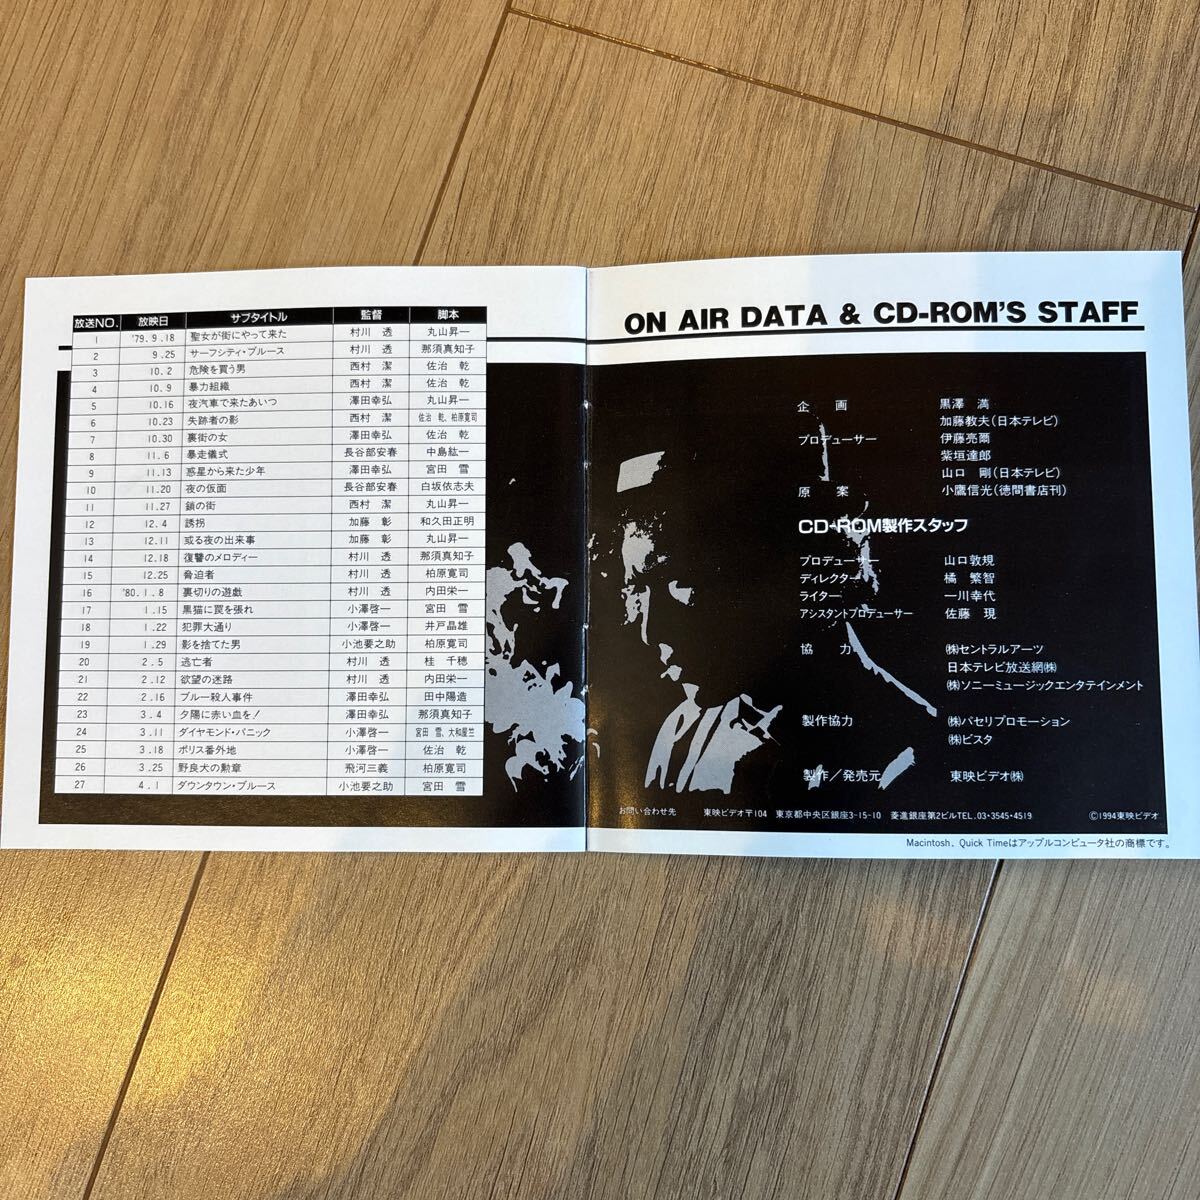 放送NO. 放映日 サブタイトル 監督 脚本
1 '79.9.18 聖女が街にやって来た 村川 透 丸山昇一
2 9.25 サーフシティ・ブルース 村川 透 那須真知子
3 10.2 危険を買う男 西村 潔 佐治 乾
4 10.9 暴力組織 西村 潔 佐治 乾
5 10.16 夜汽車で来たあいつ 澤田幸弘 丸山昇一
6 10.23 失踪者の影 西村 潔 佐治 乾、柏原寛司
7 10.30 裏街の女 澤田幸弘 佐治 乾
8 11.6 暴走儀式 長谷部安春 中島紘一
9 11.13 惑星から来た少年 澤田幸弘 宮田 雪
10 11.20 夜の仮面 長谷部安春 白坂依志夫
11 11.27 鎖の街 西村 潔 丸山昇一
12 12.4 誘拐 加藤 彰 和久田正明
13 12.11 或る夜の出来事 加藤 彰 丸山昇一
14 12.18 復讐のメロディー 村川 透 那須真知子
15 12.25 脅迫者 村川 透 柏原寛司
16 '80.1.8 裏切りの遊戯 村川 透 内田栄一
17 1.15 黒猫に罠を張れ 小澤啓一 宮田 雪
18 1.22 犯罪大通り 小澤啓一 井戸晶雄
19 1.29 影を捨てた男 小池要之助 柏原寛司
20 2.5 逃亡者 村川 透 桂 千穂
21 2.12 欲望の迷路 村川 透 内田栄一
22 2.16 ブルー殺人事件 澤田幸弘 田中陽造
23 3.4 夕陽に赤い血を! 澤田幸弘 那須真知子
24 3.11 ダイヤモンド・パニック 小澤啓一 宮田 雪、大和屋竺
25 3.18 ポリス番外地 小澤啓一 佐治 乾
26 3.25 野良犬の勲章 飛河三義 柏原寛司
27 4.1 ダウンタウン・ブルース 小池要之助 宮田 雪
ON AIR DATA & CD-ROM'S STAFF
企 画 黒澤 満
加藤教夫(日本テレビ)
プロデューサー 伊藤亮爾
紫垣達郎
山口 剛(日本テレビ)
原 案 小鷹信光(徳間書店刊)
CD-ROM製作スタッフ
プロデューサー 山口敦規
ディレクター 橘 繁智
ライター 一川幸代
アシスタントプロデューサー 佐藤 現
協 力 ㈱セントラルアーツ
日本テレビ放送網㈱
㈱ソニーミュージックエンタテインメント
製作協力 ㈱パセリプロモーション
㈱ビスタ
製作/発売元 東映ビデオ㈱
お問い合わせ先 東映ビデオ〒104 東京都中央区銀座3-15-10 菱進銀座第2ビルTEL.03・3545・4519 ©1994東映ビデオ
Macintosh、Quick Timeはアップルコンピュータ社の商標です。